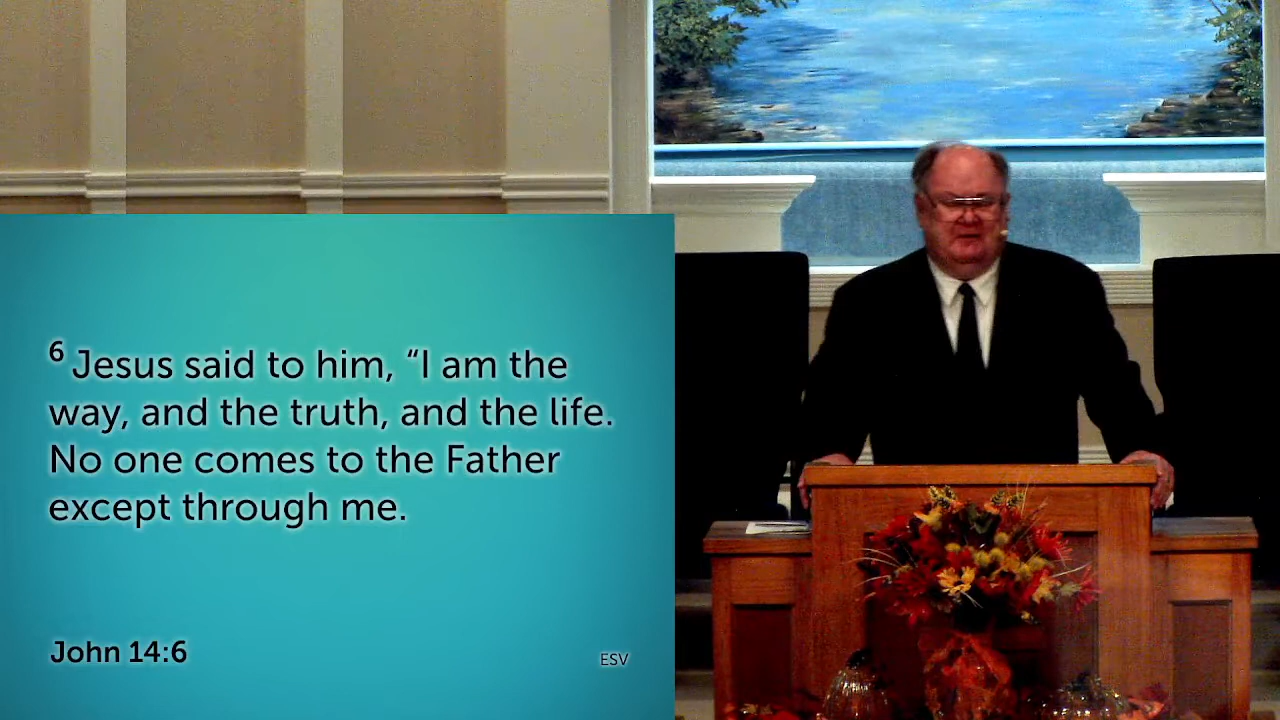 6 Jesus said to him, “I am the
way, and the truth, and the life.
No one comes to the Father
except through me.
John 14:6
ESV